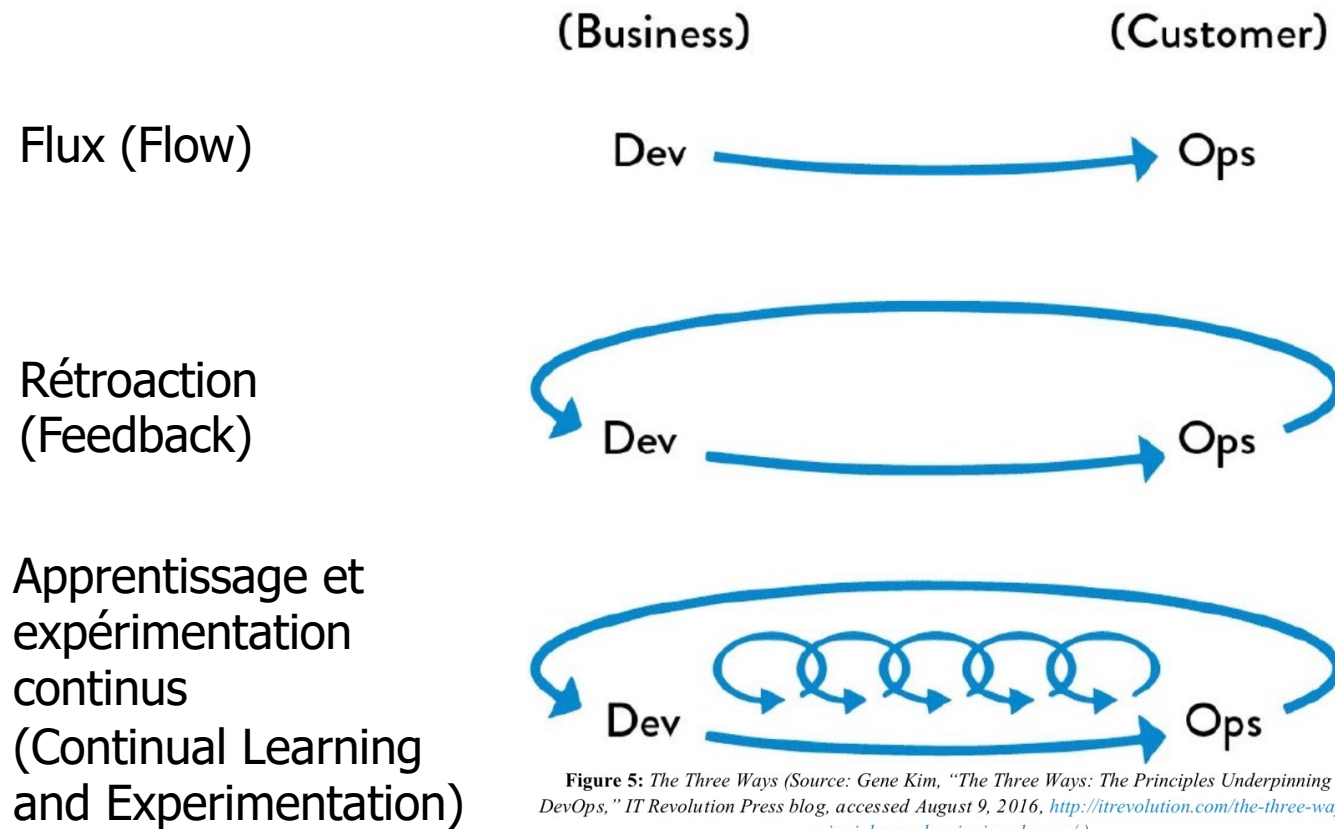 (Business) (Customer)
Flux (Flow)
Dev Ops
Rétroaction
(Feedback)
Dev Ops
Apprentissage et
expérimentation
continus
(Continual Learning
and Experimentation)
Dev Ops
Figure 5: The Three Ways (Source: Gene Kim, “The Three Ways: The Principles Underpinning
DevOps,” IT Revolution Press blog, accessed August 9, 2016, http://itrevolution.com/the-three-way